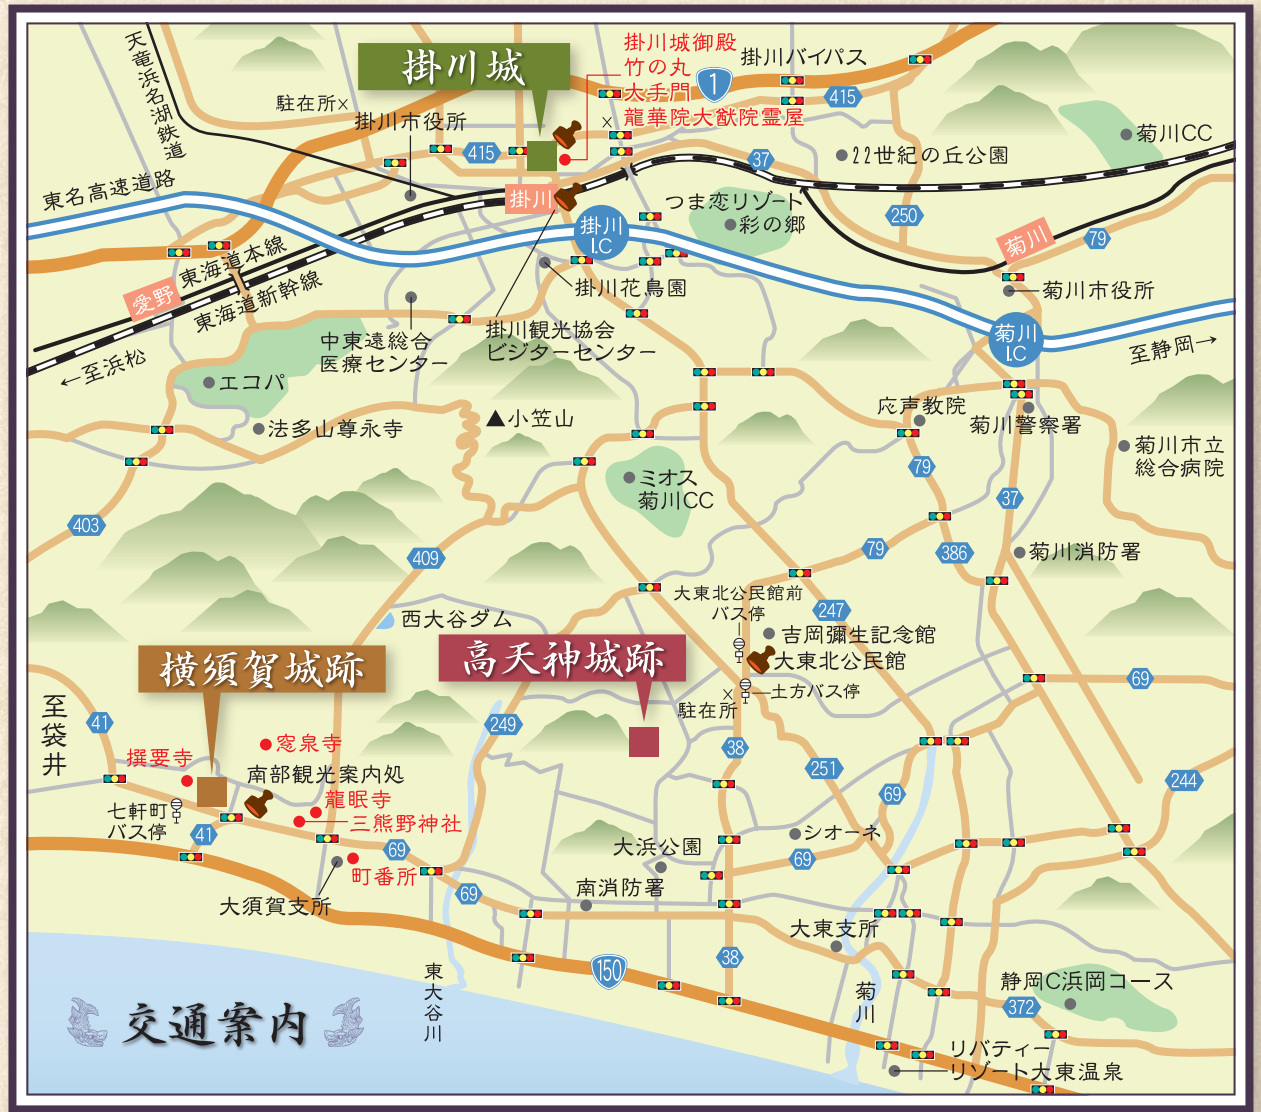 天竜浜名湖鉄道
掛川城
掛川城御殿
竹の丸
大手門
龍華院大猷院霊屋
掛川バイパス
1
415
駐在所×
掛川市役所
415
×
37
22世紀の丘公園
菊川CC
東名高速道路
掛川
掛川
I.C
つま恋リゾート
彩の郷
250
菊川
79
東海道本線
愛野
東海道新幹線
掛川花鳥園
菊川市役所
中東遠総合
医療センター
掛川観光協会
ビジターセンター
菊川
I.C
至静岡→
←至浜松
エコパ
法多山尊永寺
▲小笠山
応声教院
菊川警察署
菊川市立
総合病院
ミオス
菊川CC
79
37
403
409
79
386
菊川消防署
西大谷ダム
大東北公民館前
バス停
247
吉岡彌生記念館
大東北公民館
横須賀城跡
高天神城跡
×
駐在所
土方バス停
69
至袋井
41
249
38
251
244
撰要寺
窓泉寺
南部観光案内処
69
七軒町
バス停
龍眠寺
三熊野神社
41
69
町番所
大浜公園
シオーネ
69
大須賀支所
69
南消防署
大東支所
38
150
東大谷川
菊川
静岡C浜岡コース
372
交通案内
リバティー
リゾート大東温泉